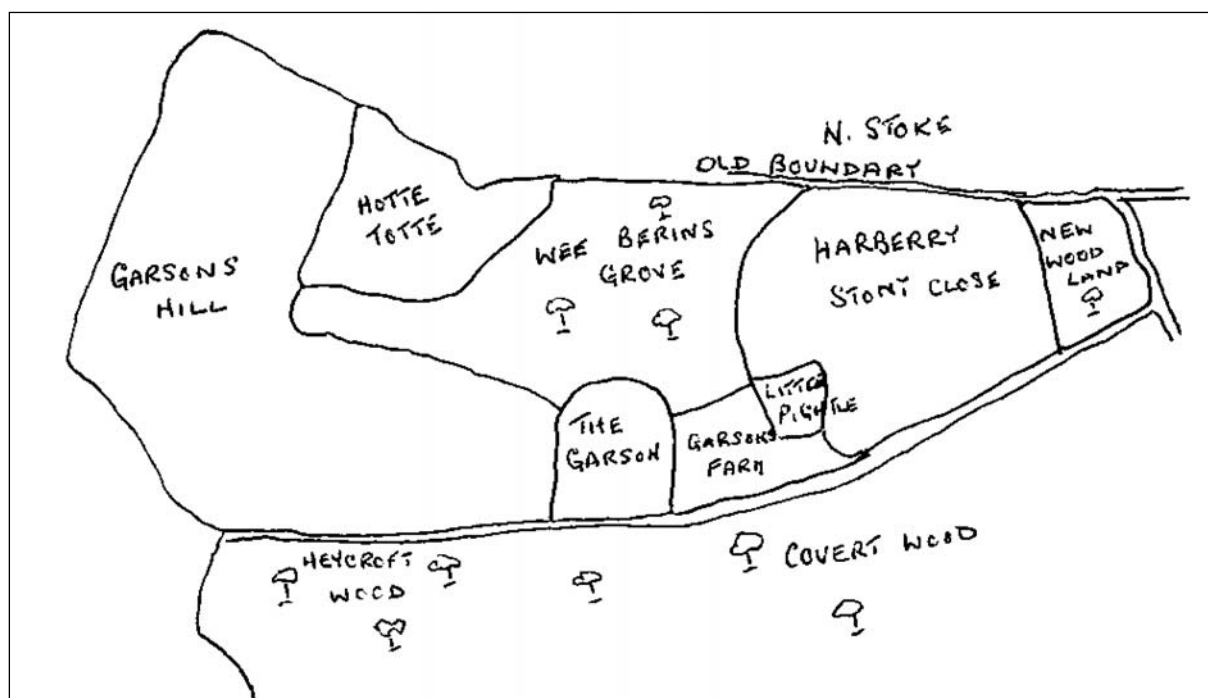 N. STOKE
OLD BOUNDARY
HOTTE
TOTTE
WEE BERINS
GROVE
HARBERRY
STONY CLOSE
NEW
WOOD
LAND
GARSONS
HILL
LITTLE
PIGHTLE
THE
GARSON
GARSONS
FARM
HEYCROFT
WOOD
COVERT WOOD